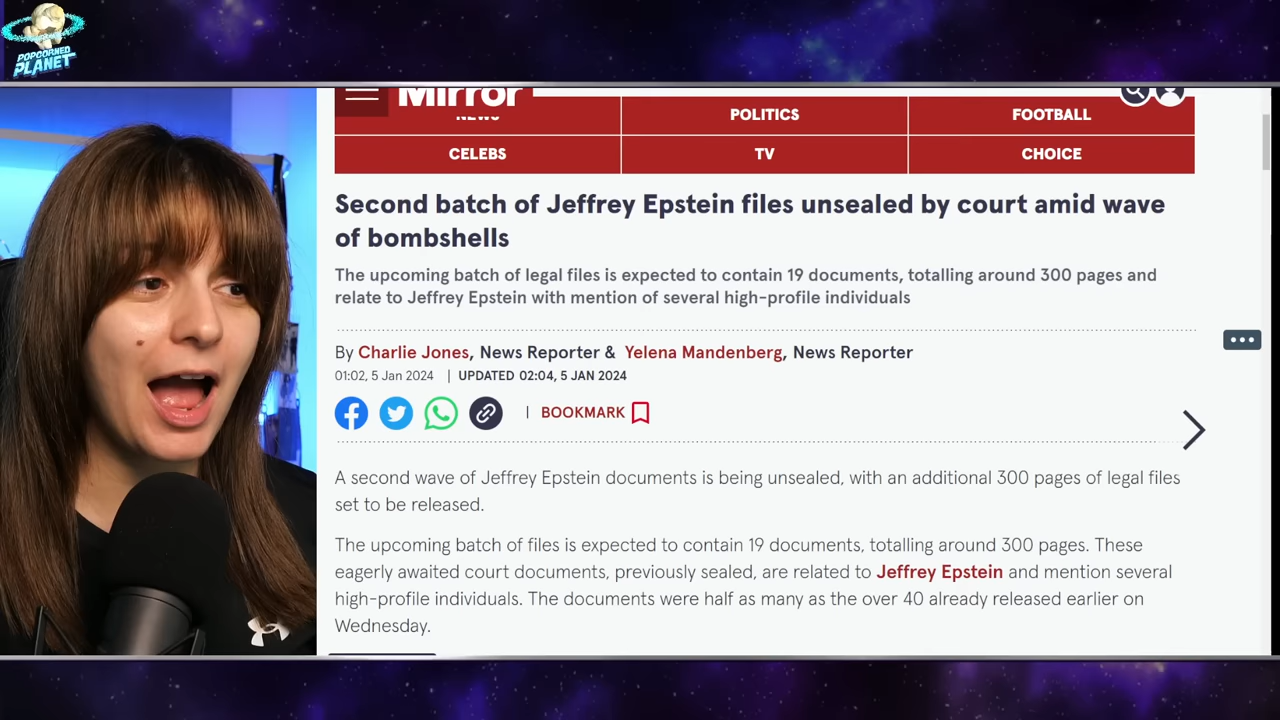 POPCORNED
PLANET
Mirror
NEWS
POLITICS
FOOTBALL
CELEBS
TV
CHOICE
Second batch of Jeffrey Epstein files unsealed by court amid wave
of bombshells
The upcoming batch of legal files is expected to contain 19 documents, totalling around 300 pages and
relate to Jeffrey Epstein with mention of several high-profile individuals
By Charlie Jones, News Reporter & Yelena Mandenberg, News Reporter
01:02, 5 Jan 2024 | UPDATED 02:04, 5 JAN 2024
| BOOKMARK
A second wave of Jeffrey Epstein documents is being unsealed, with an additional 300 pages of legal files
set to be released.
The upcoming batch of files is expected to contain 19 documents, totalling around 300 pages. These
eagerly awaited court documents, previously sealed, are related to Jeffrey Epstein and mention several
high-profile individuals. The documents were half as many as the over 40 already released earlier on
Wednesday.